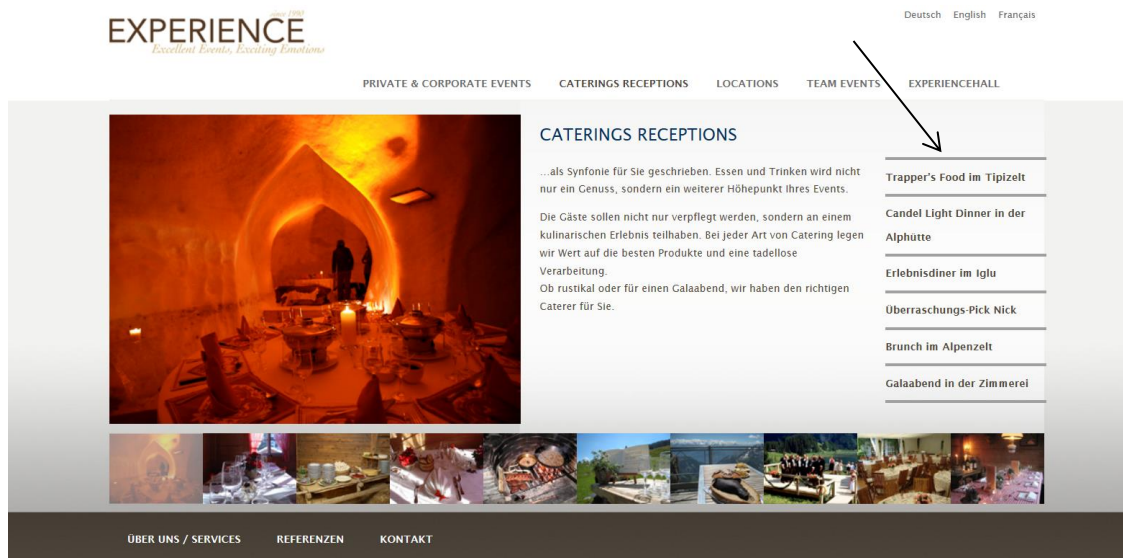 since 1980
EXPERIENCE
Excellent Events, Exciting Emotions
Deutsch English Français
PRIVATE & CORPORATE EVENTS CATERINGS RECEPTIONS LOCATIONS TEAM EVENTS EXPERIENCEHALL
CATERINGS RECEPTIONS
...als Synfonie für Sie geschrieben. Essen und Trinken wird nicht
nur ein Genuss, sondern ein weiterer Höhepunkt Ihres Events.
Die Gäste sollen nicht nur verpflegt werden, sondern an einem
kulinarischen Erlebnis teilhaben. Bei jeder Art von Catering legen
wir Wert auf die besten Produkte und eine tadellose
Verarbeitung.
Ob rustikal oder für einen Galaabend, wir haben den richtigen
Caterer für Sie.
Trapper's Food im Tipizelt
Candel Light Dinner in der
Alphütte
Erlebnisdiner im Iglu
Überraschungs-Pick Nick
Brunch im Alpenzelt
Galaabend in der Zimmerei
ÜBER UNS / SERVICES REFERENZEN KONTAKT